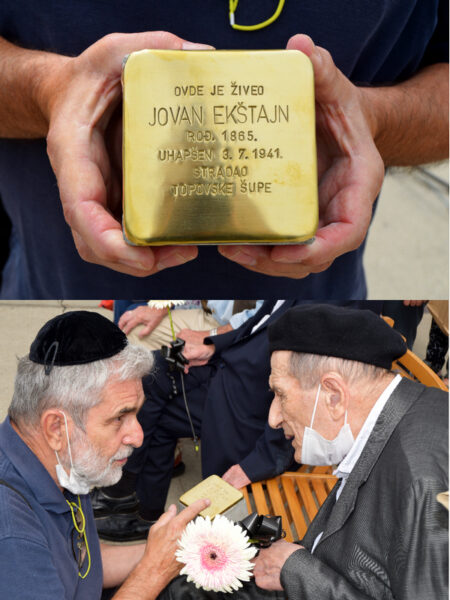 OVDE JE ŽIVEO
JOVAN EKŠTAJN
ROĐ. 1865.
UHAPŠEN 3. 7. 1941.
STRADAO
TOPOVSKE ŠUPE